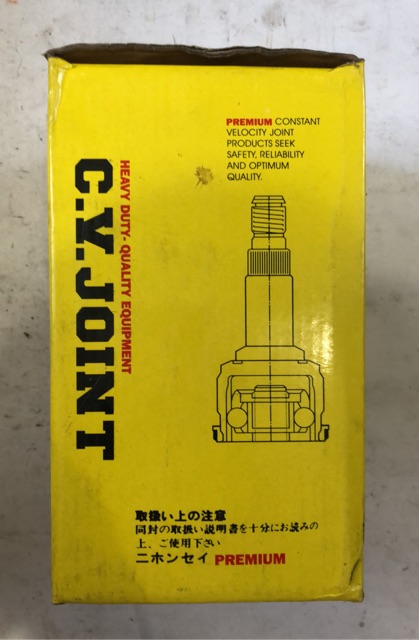 PREMIUM CONSTANT
VELOCITY JOINT
PRODUCTS SEEK
SAFETY, RELIABILITY
AND OPTIMUM
QUALITY.
HEAVY DUTY- QUALITY EQUIPMENT
C.V.JOINT
取扱い上の注意
同封の取扱い説明書を十分にお読みの
上、ご使用下さい
ニホンセイ PREMIUM